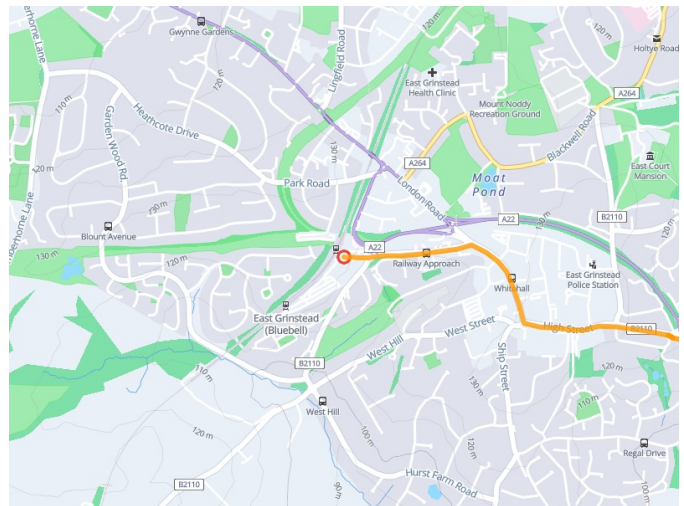 120 m
Gwynne Gardens
120 m
Lingfield Road
Holtye Road
A264
East Grinstead
Health Clinic
Mount Noddy
Recreation Ground
110 m
Heathcote Drive
Garden Wood Rd
130 m
A264
Blackwell Road
120 m
Park Road
London Road
Moat
Pond
East Court
Mansion
130 m
B2110
A22
130 m
Blount Avenue
A22
130 m
120 m
Railway Approach
Whitehall
East Grinstead
Police Station
East Grinstead
(Bluebell)
West Street
High Street
B2110
West Hill
Ship Street
B2110
110 m
120 m
130 m
110 m
West Hill
120 m
100 m
Regal Drive
Hurst Farm Road
B2110
90 m